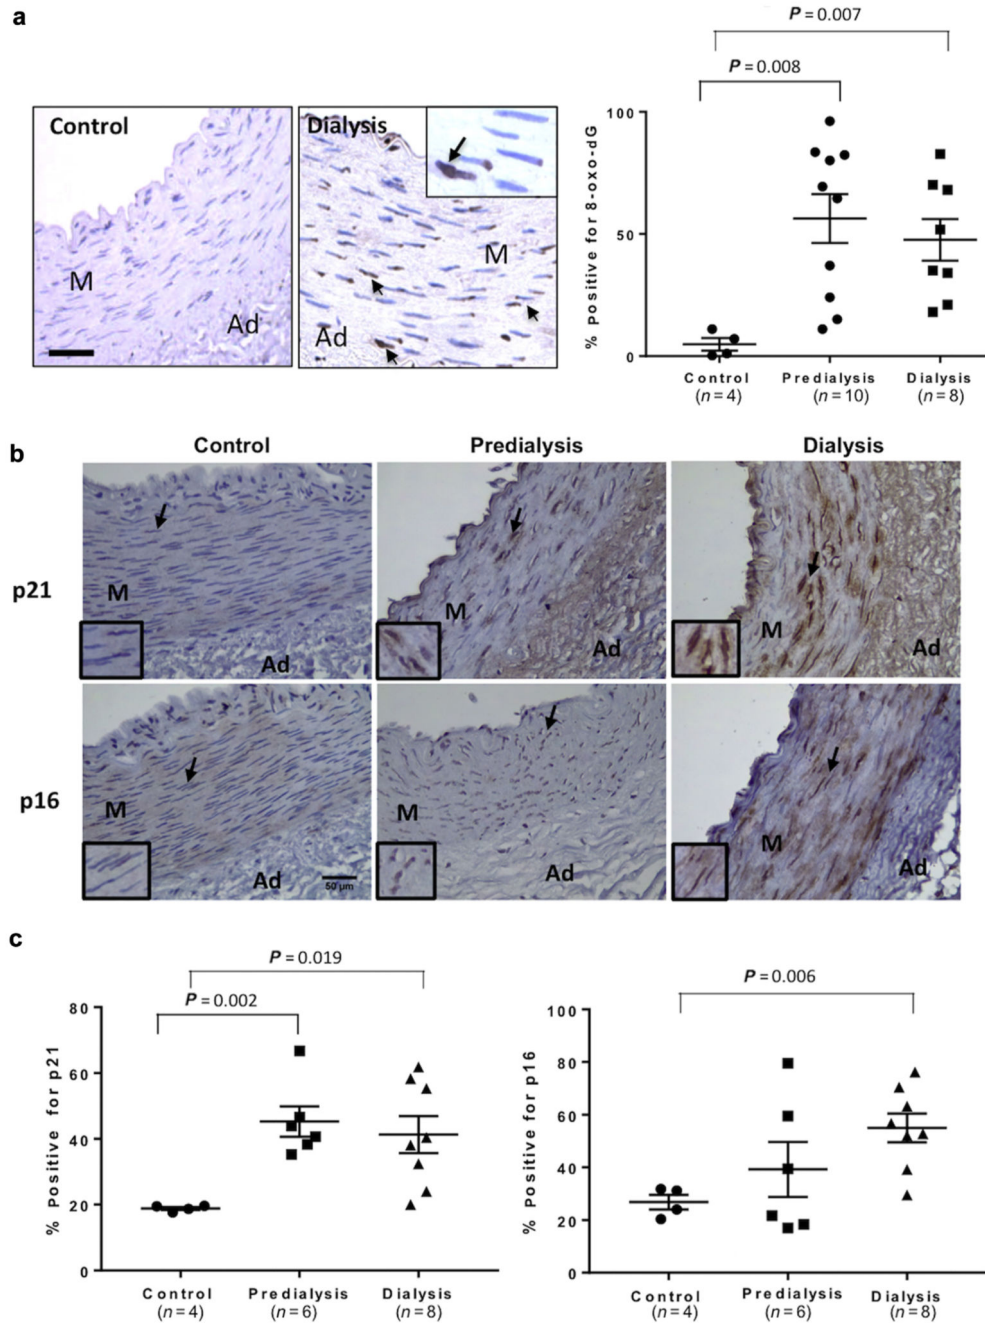 a
P = 0.007
P = 0.008
Control
Dialysis
M
Ad
M
Ad
% Positive for 8-oxo-dG
100
50
0
Control
(n = 4)
Predialysis
(n = 10)
Dialysis
(n = 8)
b
Control
Predialysis
Dialysis
p21
M
Ad
M
Ad
M
Ad
p16
M
Ad
50 µm
M
Ad
M
Ad
c
P = 0.019
P = 0.002
% Positive for p21
80
60
40
20
0
Control
(n = 4)
Predialysis
(n = 6)
Dialysis
(n = 8)
P = 0.006
% Positive for p16
100
80
60
40
20
0
Control
(n = 4)
Predialysis
(n = 6)
Dialysis
(n = 8)